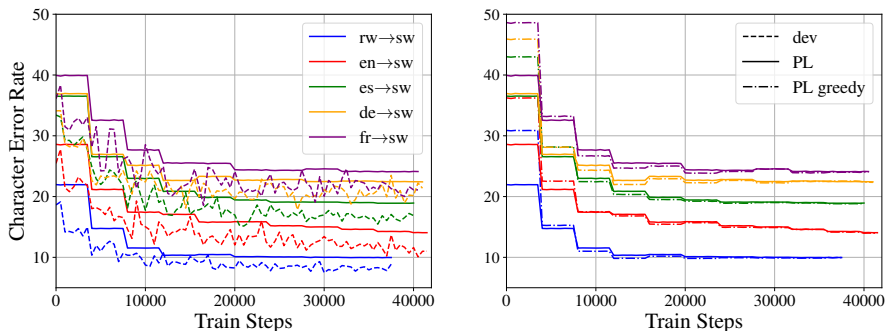 Character Error Rate
50
40
30
20
10
0
10000
20000
30000
40000
Train Steps
rw→sw
en→sw
es→sw
de→sw
fr→sw
50
40
30
20
10
0
10000
20000
30000
40000
Train Steps
dev
PL
PL greedy